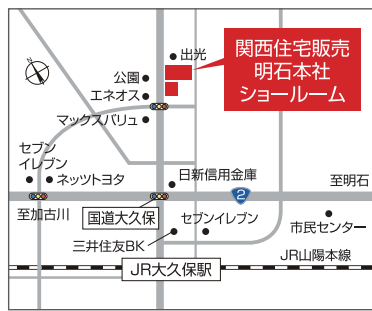 出光
関西住宅販売
明石本社
ショールーム
公園
エネオス
マックスバリュ
セブン
イレブン
ネッツトヨタ
日新信用金庫
2
至明石
至加古川
国道大久保
セブンイレブン
市民センター
三井住友BK
JR山陽本線
JR大久保駅